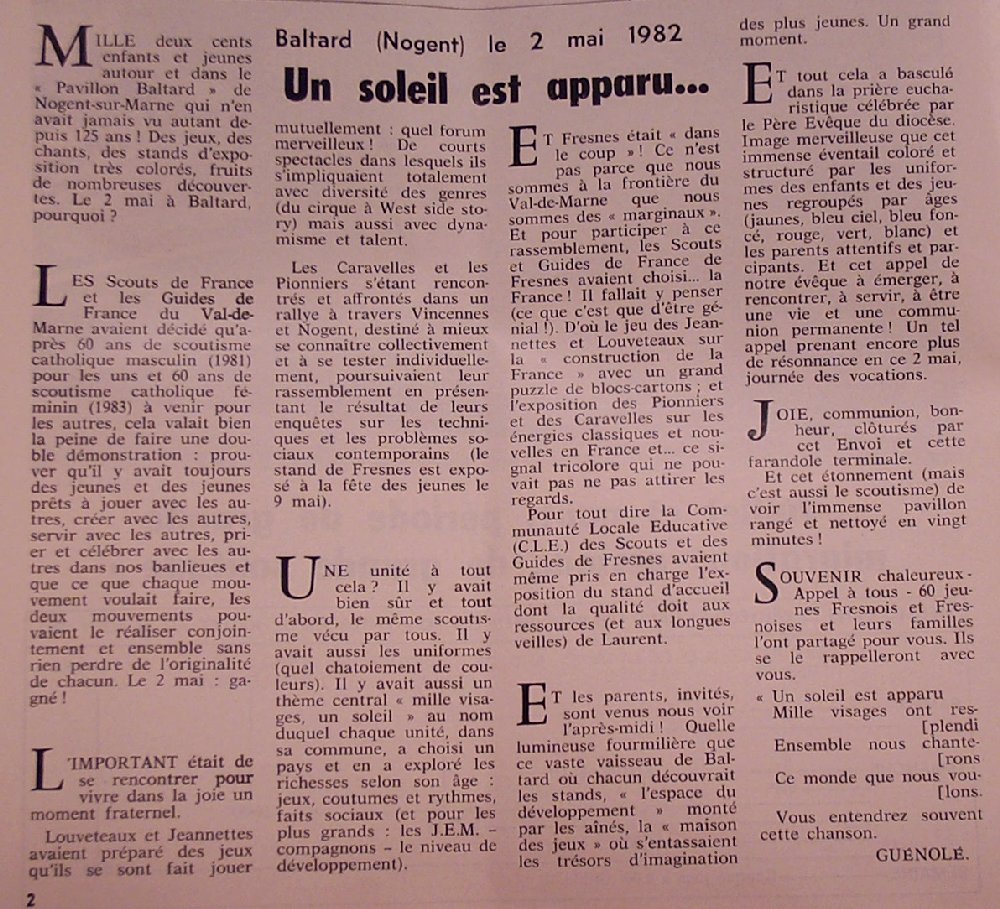 Baltard (Nogent) le 2 mai 1982
Un soleil est apparu...
MILLE deux cents
enfants et jeunes
autour et dans le
« Pavillon Baltard » de
Nogent-sur-Marne qui n'en
avait jamais vu autant de-
puis 125 ans ! Des jeux, des
chants, des stands d'expo-
sition très colorés, fruits
de nombreuses découver-
tes. Le 2 mai à Baltard,
pourquoi ?
LES Scouts de France
et les Guides de
France du Val-de-
Marne avaient décidé qu'a-
près 60 ans de scoutisme
catholique masculin (1981)
pour les uns et 60 ans de
scoutisme catholique fé-
minin (1983) à venir pour
les autres, cela valait bien
la peine de faire une dou-
ble démonstration : prou-
ver qu'il y avait toujours
des jeunes et des jeunes
prêts à jouer avec les au-
tres, créer avec les autres,
servir avec les autres, pri-
er et célébrer avec les au-
tres dans nos banlieues et
que ce que chaque mou-
vement voulait faire, les
deux mouvements pou-
vaient le réaliser conjoin-
tement et ensemble sans
rien perdre de l'originalité
de chacun. Le 2 mai : ga-
gné !
L'IMPORTANT était de
se rencontrer pour
vivre dans la joie un
moment fraternel.
Louveteaux et Jeannettes
avaient préparé des jeux
qu'ils se sont fait jouer
mutuellement : quel forum
merveilleux ! De courts
spectacles dans lesquels ils
s'impliquaient totalement
avec diversité des genres
(du cirque à West side sto-
ry) mais aussi avec dyna-
misme et talent.
Les Caravelles et les
Pionniers s'étant rencon-
trés et affrontés dans un
rallye à travers Vincennes
et Nogent, destiné à mieux
se connaitre collectivement
et à se tester individuelle-
ment, poursuivaient leur
rassemblement en présen-
tant le résultat de leurs
enquêtes sur les techni-
ques et les problèmes so-
ciaux contemporains (le
stand de Fresnes est expo-
sé à la fête des jeunes le
9 mai).
UNE unité à tout
cela ? Il y avait
bien sûr et tout
d'abord, le même scoutis-
me vécu par tous. Il y
avait aussi les uniformes
(quel chatoiement de cou-
leurs). Il y avait aussi un
thème central « mille visa-
ges, un soleil » au nom
duquel chaque unité, dans
sa commune, a choisi un
pays et en a exploré les
richesses selon son âge :
jeux, coutumes et rythmes,
faits sociaux (et pour les
plus grands : les J.E.M. -
compagnons - le niveau de
développement).
ET Fresnes était « dans
le coup » ! Ce n'est
pas parce que nous
sommes à la frontière du
Val-de-Marne que nous
sommes des « marginaux ».
Et pour participer à ce
rassemblement, les Scouts
et Guides de France de
Fresnes avaient choisi... la
France ! Il fallait y penser
(ce que c'est que d'être gé-
nial !). D'où le jeu des Jean-
nettes et Louveteaux sur
la « construction de la
France » avec un grand
puzzle de blocs-cartons ; et
l'exposition des Pionniers
et des Caravelles sur les
énergies classiques et nou-
velles en France et... ce si-
gnal tricolore qui ne pou-
vait pas ne pas attirer les
regards.
Pour tout dire la Com-
munauté Locale Educative
(C.L.E.) des Scouts et des
Guides de Fresnes avaient
même pris en charge l'ex-
position du stand d'accueil
dont la qualité doit aux
ressources (et aux longues
veilles) de Laurent.
ET les parents, invités,
sont venus nous voir
l'après-midi ! Quelle
lumineuse fourmilière que
ce vaste vaisseau de Bal-
tard où chacun découvrait
les stands, « l'espace du
développement » monté
par les aînés, la « maison
des jeux » où s'entassaient
les trésors d'imagination
des plus jeunes. Un grand
moment.
ET tout cela a basculé
dans la prière eucha-
ristique célébrée par
le Père Evêque du diocèse.
Image merveilleuse que cet
immense éventail coloré et
structuré par les unifor-
mes des enfants et des jeu-
nes regroupés par âges
(jaunes, bleu ciel, bleu fon-
cé, rouge, vert, blanc) et
les parents attentifs et par-
cipants. Et cet appel de
notre évêque à émerger, à
rencontrer, à servir, à être
une vie et une commu-
nion permanente ! Un tel
appel prenant encore plus
de résonnance en ce 2 mai,
journée des vocations.
JOIE, communion, bon-
heur, clôturés par
cet Envoi et cette
farandole terminale.
Et cet étonnement (mais
c'est aussi le scoutisme) de
voir l'immense pavillon
rangé et nettoyé en vingt
minutes !
SOUVENIR chaleureux -
Appel à tous - 60 jeu-
nes Fresnois et Fres-
noises et leurs familles
l'ont partagé pour vous. Ils
se le rappelleront avec
vous.
« Un soleil est apparu
Mille visages ont res-
[plendi
Ensemble nous chante-
[rons
Ce monde que nous vou-
[lons.
Vous entendrez souvent
cette chanson.
GUÉNOLÉ.
2